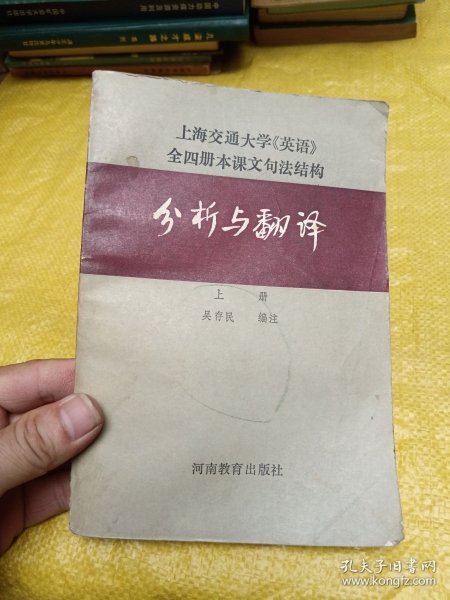 上海交通大学《英语》
全四册本课文句法结构
分析与翻译
上 册
吴存民 编注
河南教育出版社
孔夫子旧书网
www.kongfz.com